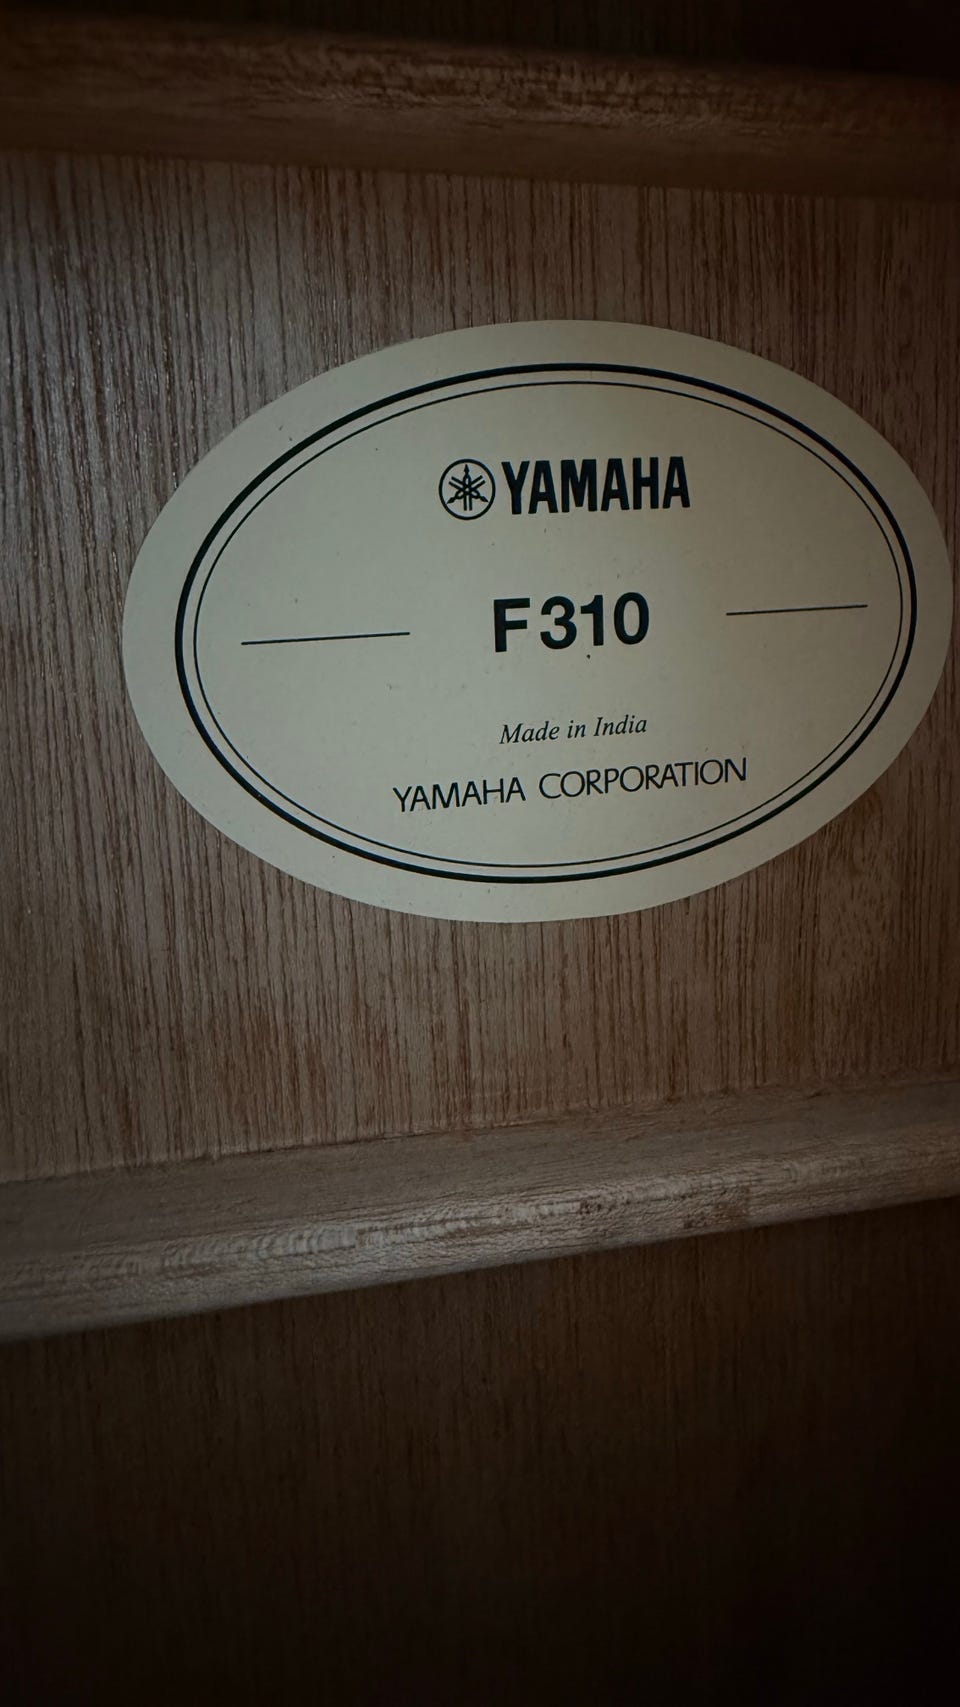 YAMAHA
F310
Made in India
YAMAHA CORPORATION